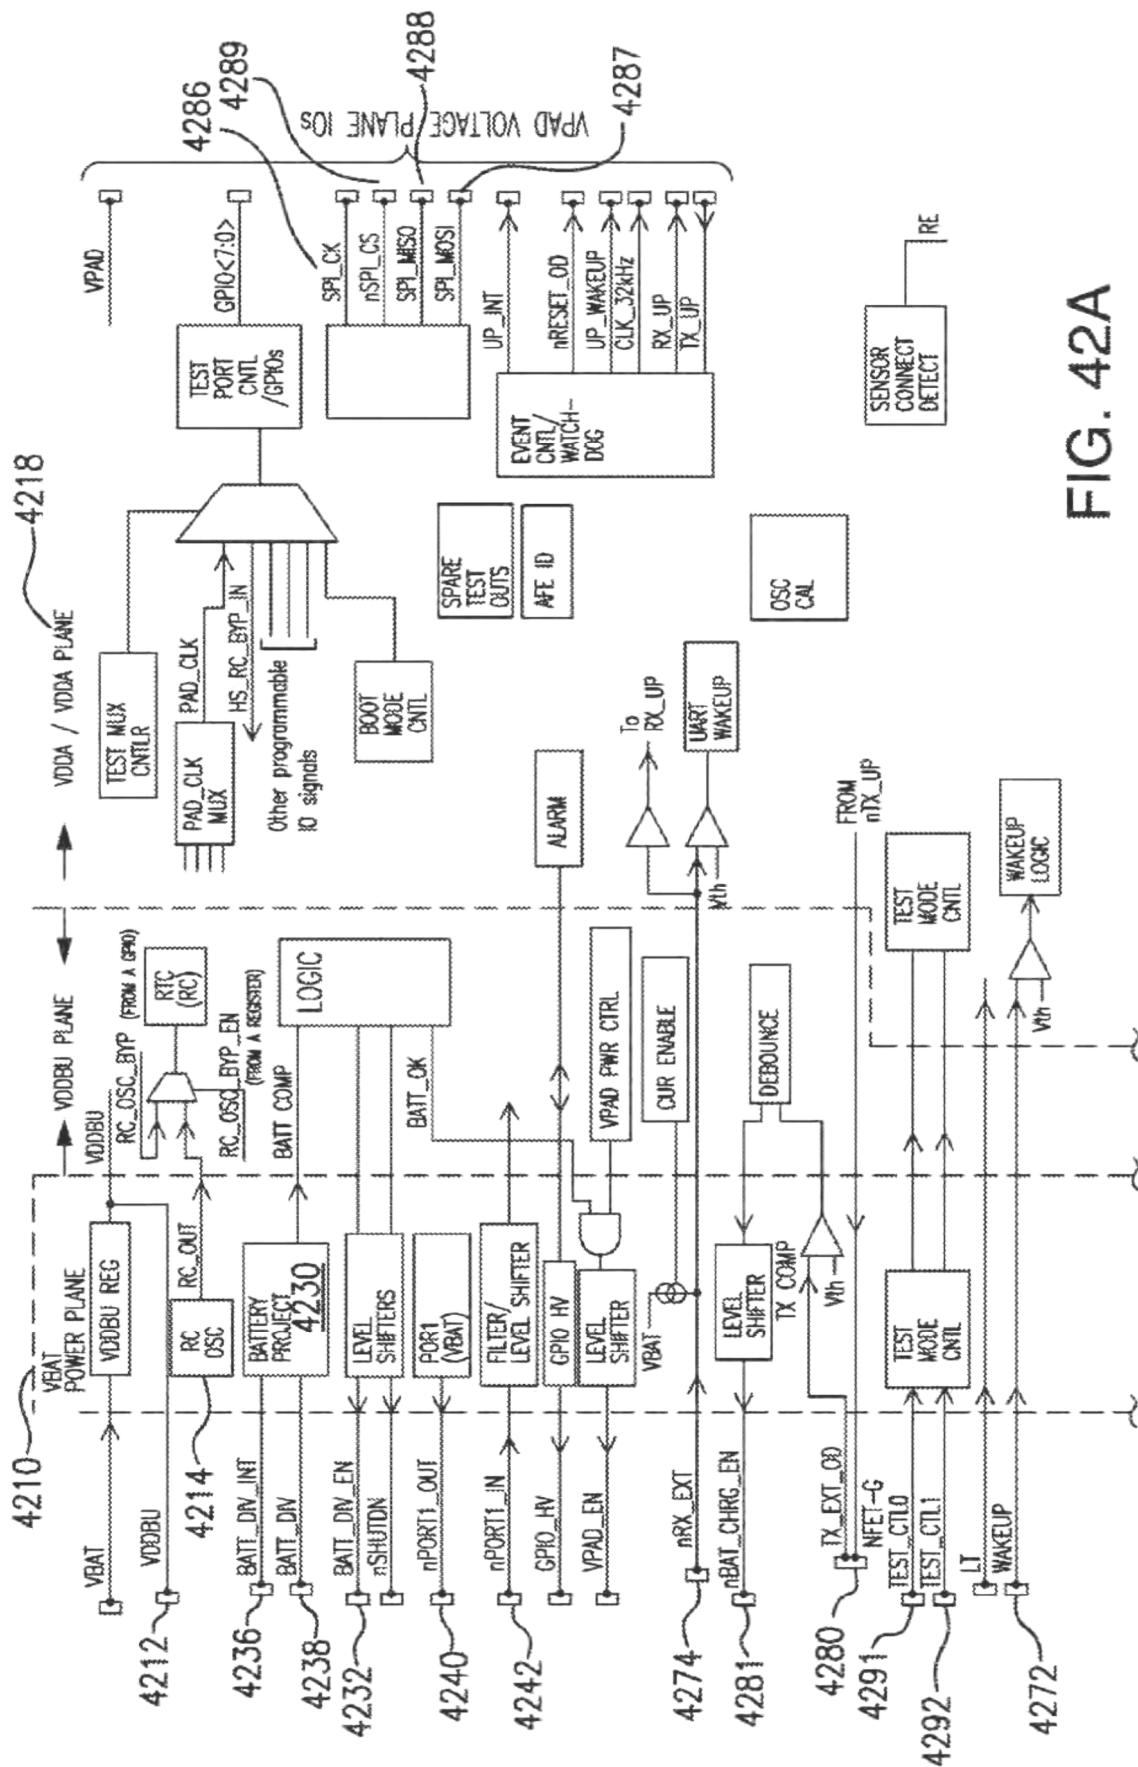 4210
VBAT
POWER PLANE
VDDBU PLANE
VDDA / VDDA PLANE
4218
VBAT
VDDBU REG
VDDBU
RC_OSC_BYP (FROM A GPIO)
RTC
(RC)
RC_OSC_BYP_EN
(FROM A REGISTER)
VDDBU
4212
RC
OSC
RC_OUT
4214
TEST MUX
CNTLR
PAD_CLK
MUX
PAD_CLK
HS_RC_BYP_IN
Other programmable
IO signals
BOOT
MODE
CNTL
TEST
PORT
CNTL
/GPIOs
VPAD
GPIO<7:0>
VPAD VOLTAGE PLANE IOs
4286
4289
4288
4287
SPI_CK
nSPI_CS
SPI_MISO
SPI_MOSI
BATT_DIV_INT
4236
BATT_DIV
4238
BATTERY
PROJECT
4230
BATT COMP
LOGIC
BATT_DIV_EN
4232
nSHUTDN
LEVEL
SHIFTERS
BATT_OK
nPORT1_OUT
4240
POR1
(VBAT)
nPORT1_IN
4242
FILTER/
LEVEL SHIFTER
SPARE
TEST
OUTS
AFE ID
EVENT
CNTL/
WATCH-
DOG
UP_INT
nRESET_OD
UP_WAKEUP
CLK_32kHz
RX_UP
TX_UP
GPIO_HV
GPIO HV
ALARM
VPAD_EN
LEVEL
SHIFTER
VPAD PWR CTRL
VBAT
CUR ENABLE
nRX_EXT
4274
To
RX_UP
Vth
UART
WAKEUP
OSC
CAL
nBAT_CHRG_EN
4281
LEVEL
SHIFTER
DEBOUNCE
TX COMP
Vth
TX_EXT_OD
4280
NFET-G
FROM
nTX_UP
SENSOR
CONNECT
DETECT
RE
TEST_CTL0
4291
TEST_CTL1
4292
TEST
MODE
CNTL
TEST
MODE
CNTL
LT
WAKEUP
4272
Vth
WAKEUP
LOGIC
FIG. 42A